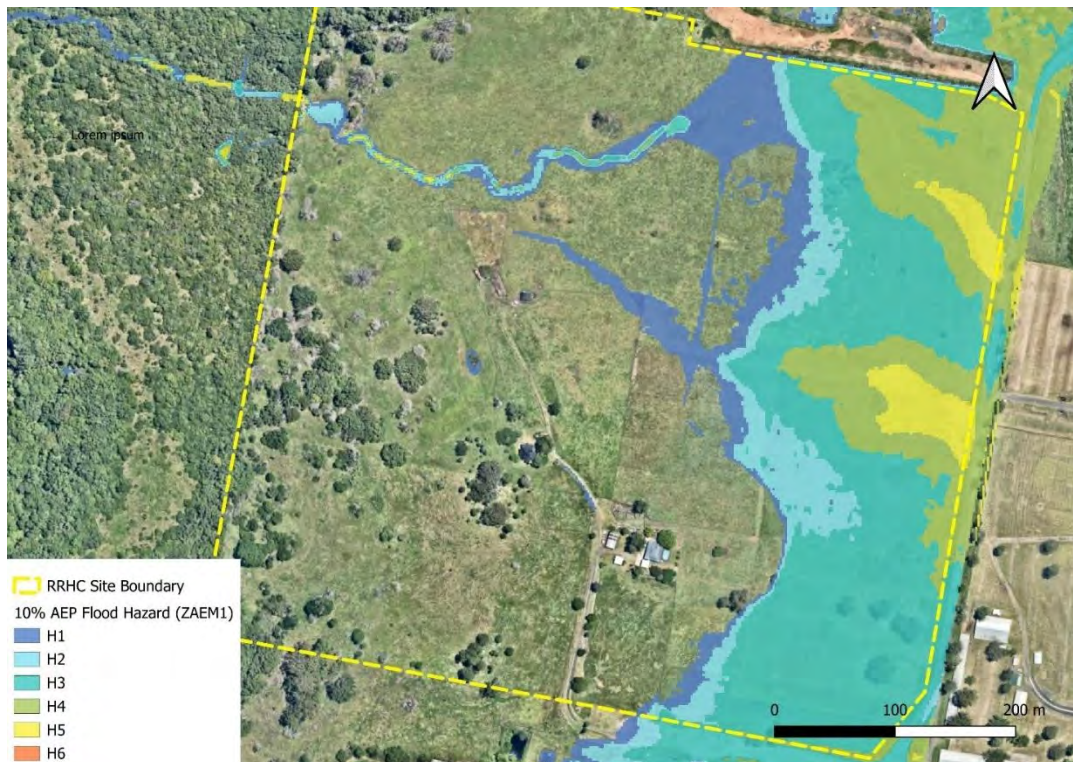 Lorem ipsum
RRHC Site Boundary
10% AEP Flood Hazard (ZAEM1)
H1
H2
H3
H4
H5
H6
0 100 200 m